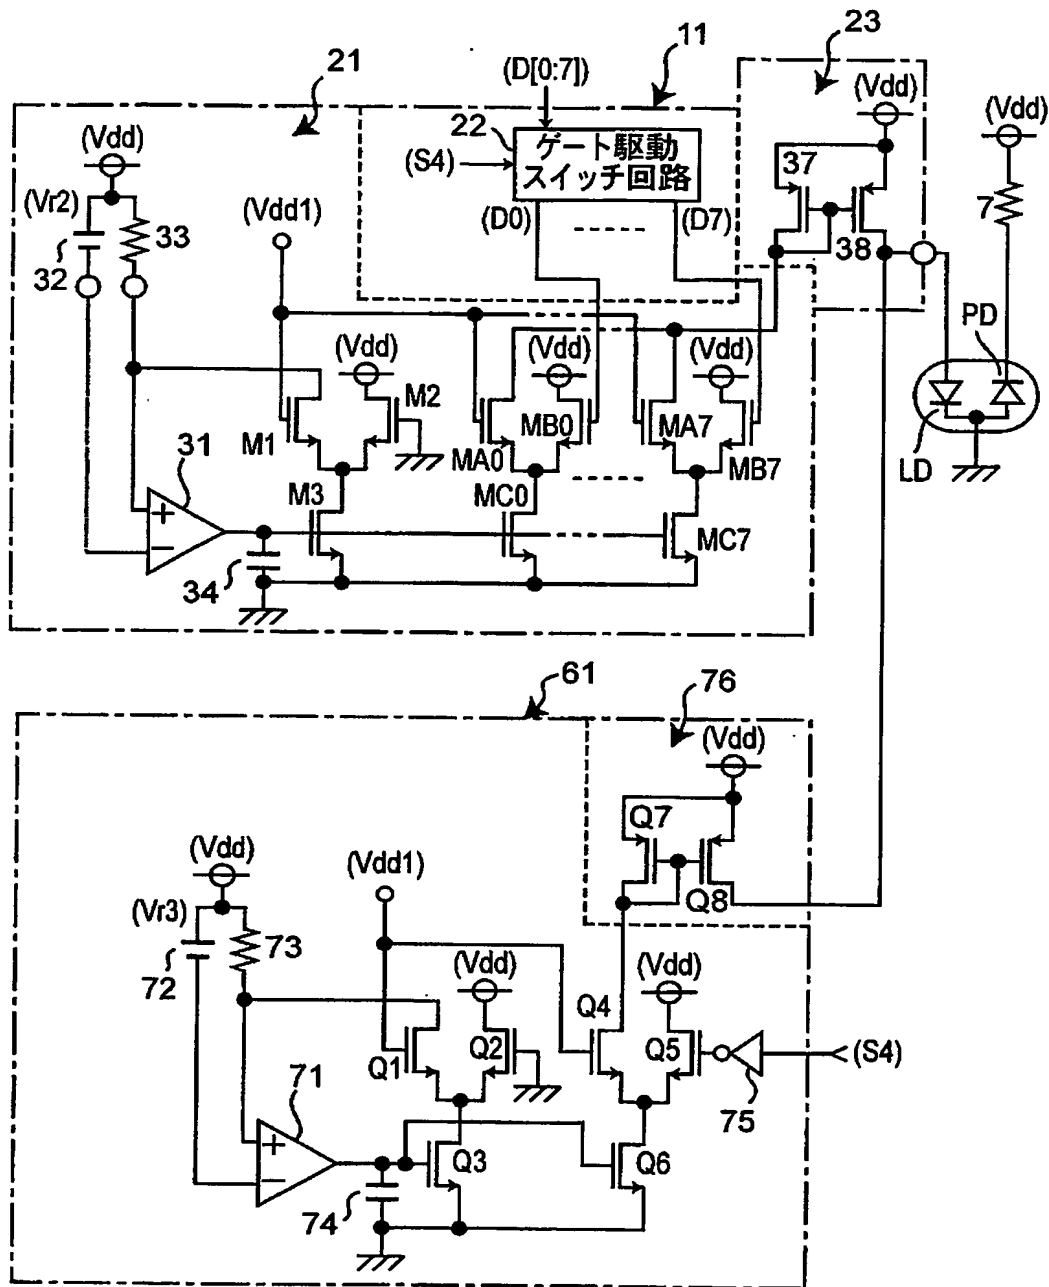 21
11
23
(D[0:7])
22
(S4)
ゲート駆動
スイッチ回路
(Vdd)
(Vdd)
(Vdd)
(Vr2)
33
32
(Vdd1)
(D0)
(D7)
37
38
7
PD
LD
(Vdd)
(Vdd)
(Vdd)
M1
M2
MA0
MB0
MA7
MB7
31
M3
MC0
MC7
+
−
34
61
76
(Vdd)
Q7
Q8
(Vdd)
(Vdd1)
(Vr3)
73
72
(Vdd)
(Vdd)
Q4
Q1
Q2
Q5
(S4)
75
71
+
−
Q3
Q6
74